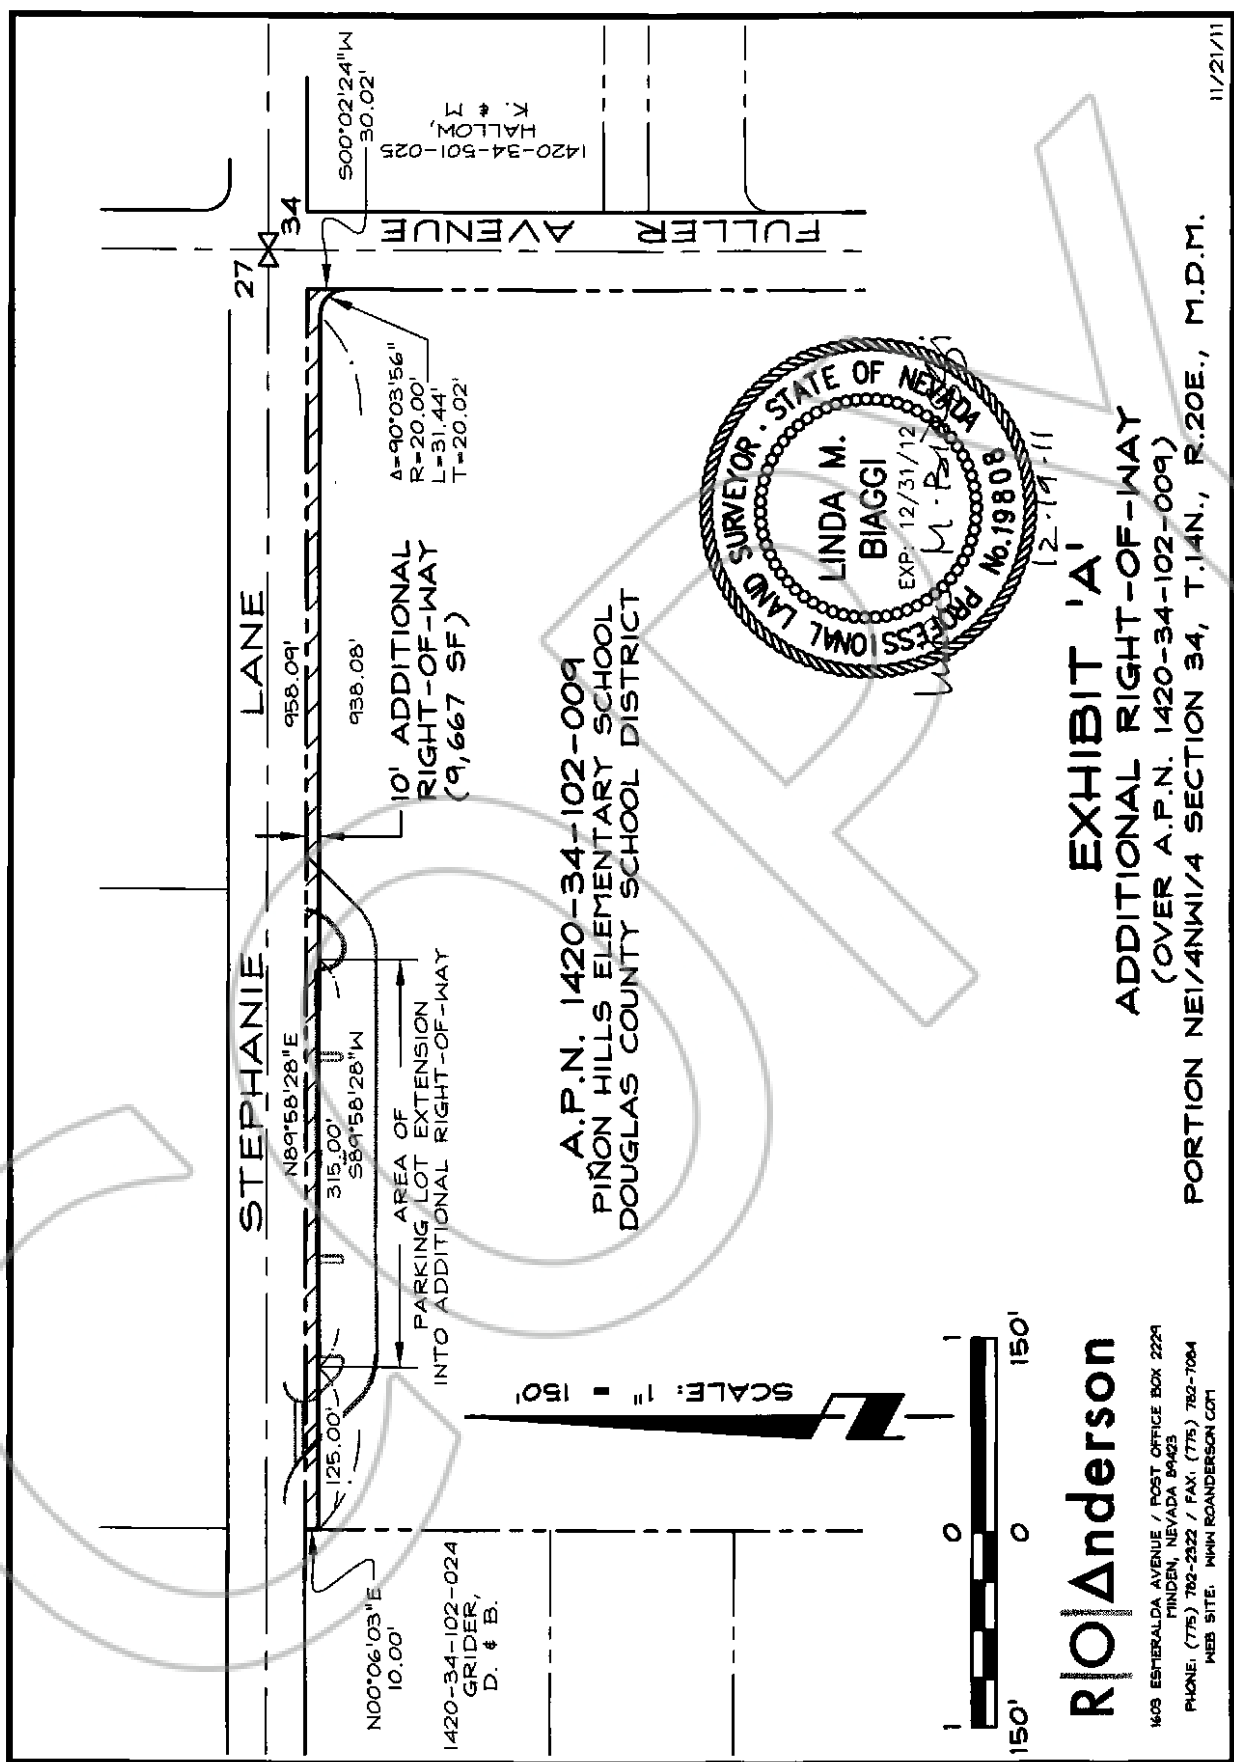 STEPHANIE LANE
27
34
N89°58'28"E
958.09'
S00°02'24"W
30.02'
1420-34-501-025
HALLOW,
K. & M.
FULLER AVENUE
Δ=90°03'56"
R=20.00'
L=31.44'
T=20.02'
315.00'
S89°58'28"W
938.08'
125.00'
10' ADDITIONAL
RIGHT-OF-WAY
(9,667 SF)
AREA OF
PARKING LOT EXTENSION
INTO ADDITIONAL RIGHT-OF-WAY
N00°06'03"E
10.00'
1420-34-102-024
GRIDER,
D. & B.
A.P.N. 1420-34-102-009
PIÑON HILLS ELEMENTARY SCHOOL
DOUGLAS COUNTY SCHOOL DISTRICT
SCALE: 1" = 150'
PROFESSIONAL LAND SURVEYOR · STATE OF NEVADA
LINDA M.
BIAGGI
EXP: 12/31/12
No. 19808
12-19-11
1
0
1
150'
0
150'
EXHIBIT 'A'
ADDITIONAL RIGHT-OF-WAY
(OVER A.P.N. 1420-34-102-009)
PORTION NE1/4NW1/4 SECTION 34, T.14N., R.20E., M.D.M.
R|O|Anderson
1603 ESMERALDA AVENUE / POST OFFICE BOX 2229
MINDEN, NEVADA 89423
PHONE: (775) 782-2322 / FAX: (775) 782-7084
WEB SITE: WWW.ROANDERSON.COM
11/21/11
COPY